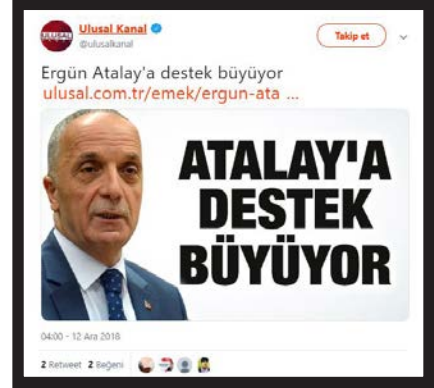 Ulusal Kanal
@ulusalkanal
Takip et
Ergün Atalay'a destek büyüyor
ulusal.com.tr/emek/ergun-ata ...
ATALAY'A
DESTEK
BÜYÜYOR
04:00 - 12 Ara 2018
2 Retweet 2 Beğeni